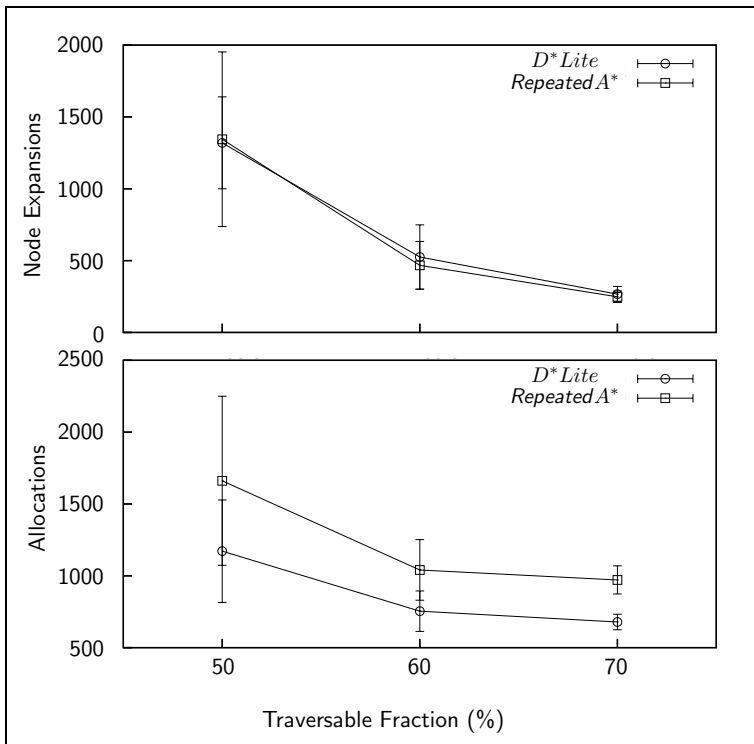 2000
1500
1000
500
0
Node Expansions
D*Lite
RepeatedA*
2500
2000
1500
1000
500
Allocations
D*Lite
RepeatedA*
50 60 70
Traversable Fraction (%)